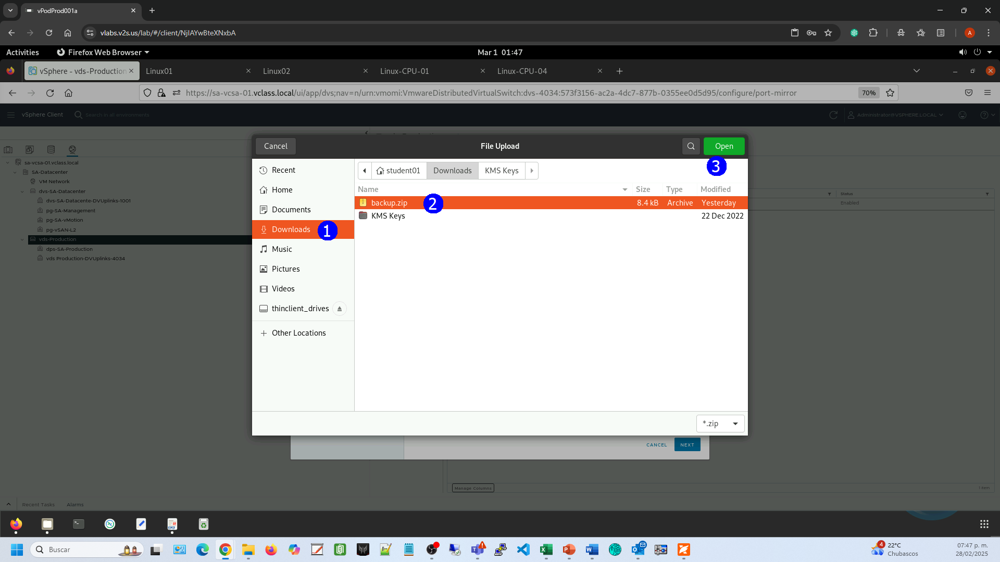 vPodProd001a
vlabs.v2s.us/lab/#/client/NjIAYwBteXNxbA
A
Activities
Firefox Web Browser
Mar 1 01:47
vSphere - vds-Production
Linux01
Linux02
Linux-CPU-01
Linux-CPU-04
https://sa-vcsa-01.vclass.local/ui/app/dvs;nav=n/urn:vmomi:VmwareDistributedVirtualSwitch:dvs-4034:573f3156-ac2a-4dc7-877b-0355ee0d5d95/configure/port-mirror
70%
vSphere Client
Search in all environments
Administrator@VSPHERE.LOCAL
sa-vcsa-01.vclass.local
SA-Datacenter
VM Network
dvs-SA-Datacenter
dvs-SA-Datacente-DVUplinks-1001
pg-SA-Management
pg-SA-vMotion
pg-vSAN-L2
vds-Production
dps-SA-Production
vds Production-DVUplinks-4034
Cancel
File Upload
Open
3
Recent
Home
Documents
Downloads 1
Music
Pictures
Videos
thinclient_drives
Other Locations
student01
Downloads
KMS Keys
Name Size Type Modified
backup.zip 2 8.4 kB Archive Yesterday
KMS Keys 22 Dec 2022
*.zip
Status
Enabled
CANCEL
NEXT
Manage Columns
1 item
Recent Tasks
Alarms
Buscar
4
22°C
Chubascos
07:47 p. m.
28/02/2025